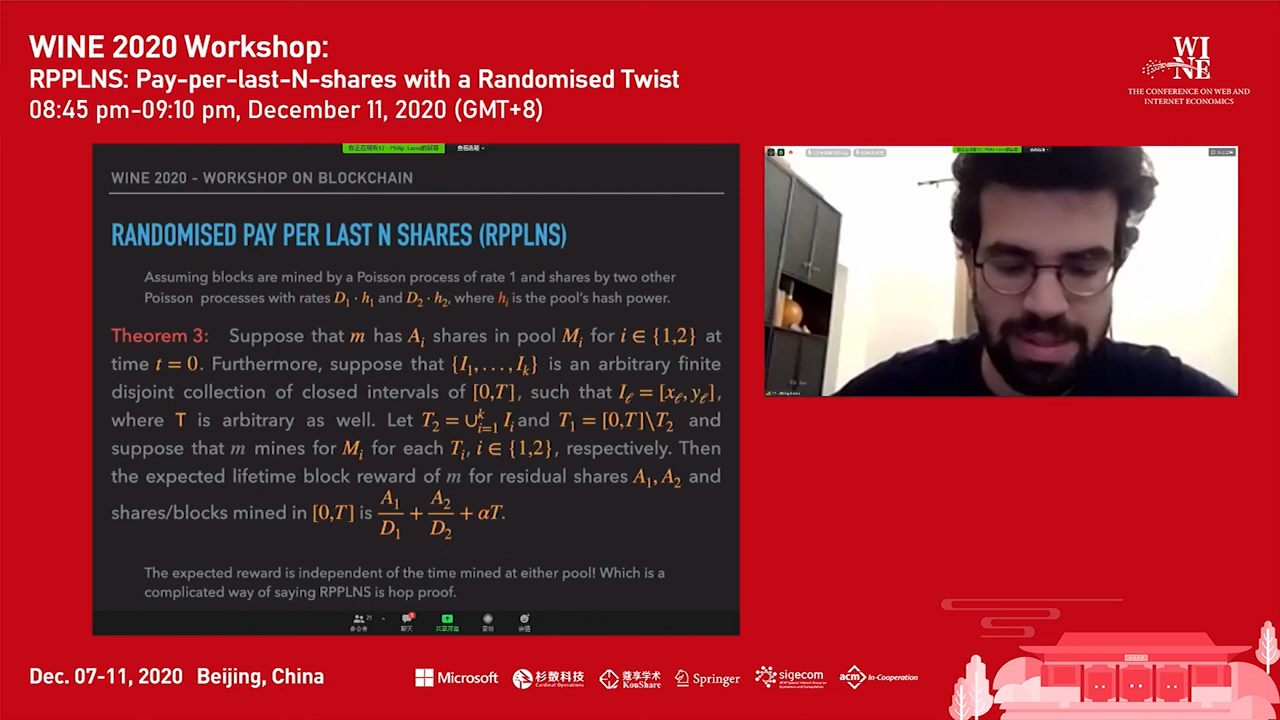 WINE 2020 Workshop:
RPPLNS: Pay-per-last-N-shares with a Randomised Twist
08:45 pm-09:10 pm, December 11, 2020 (GMT+8)
WI
NE
THE CONFERENCE ON WEB AND
INTERNET ECONOMICS
WINE 2020 - WORKSHOP ON BLOCKCHAIN
RANDOMISED PAY PER LAST N SHARES (RPPLNS)
Assuming blocks are mined by a Poisson process of rate 1 and shares by two other
Poisson processes with rates D₁ · h₁ and D₂ · h₂, where hᵢ is the pool's hash power.
Theorem 3: Suppose that m has Aᵢ shares in pool Mᵢ for i ∈ {1,2} at
time t = 0. Furthermore, suppose that {I₁, . . . , Iₖ} is an arbitrary finite
disjoint collection of closed intervals of [0,T], such that I_ℓ = [x_ℓ, y_ℓ],
where T is arbitrary as well. Let T₂ = ∪ᵏᵢ₌₁ Iᵢ and T₁ = [0,T]\T₂ and
suppose that m mines for Mᵢ for each Tᵢ, i ∈ {1,2}, respectively. Then
the expected lifetime block reward of m for residual shares A₁, A₂ and
shares/blocks mined in [0,T] is A₁/D₁ + A₂/D₂ + αT.
The expected reward is independent of the time mined at either pool! Which is a
complicated way of saying RPPLNS is hop proof.
Dec. 07-11, 2020 Beijing, China
Microsoft
杉数科技
Cardinal Operations
蔻享学术
KouShare
Springer
sigecom
acm In-Cooperation